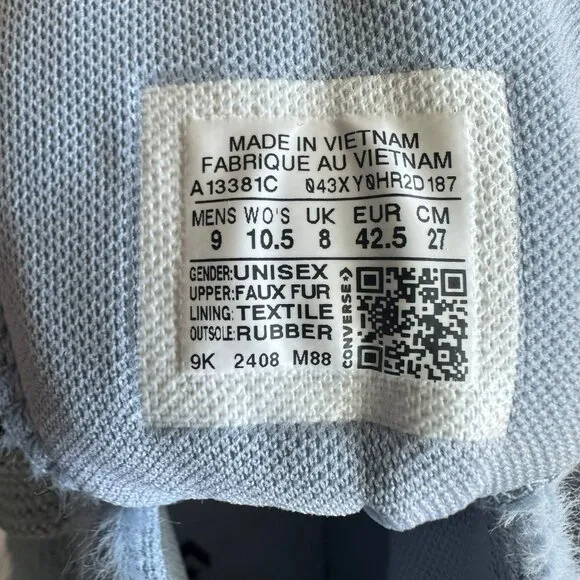 MADE IN VIETNAM
FABRIQUE AU VIETNAM
A13381C 043XY0HR2D187
MENS WO'S UK EUR CM
9 10.5 8 42.5 27
GENDER:UNISEX
UPPER:FAUX FUR
LINING:TEXTILE
OUTSOLE:RUBBER
CONVERSE
9K 2408 M88